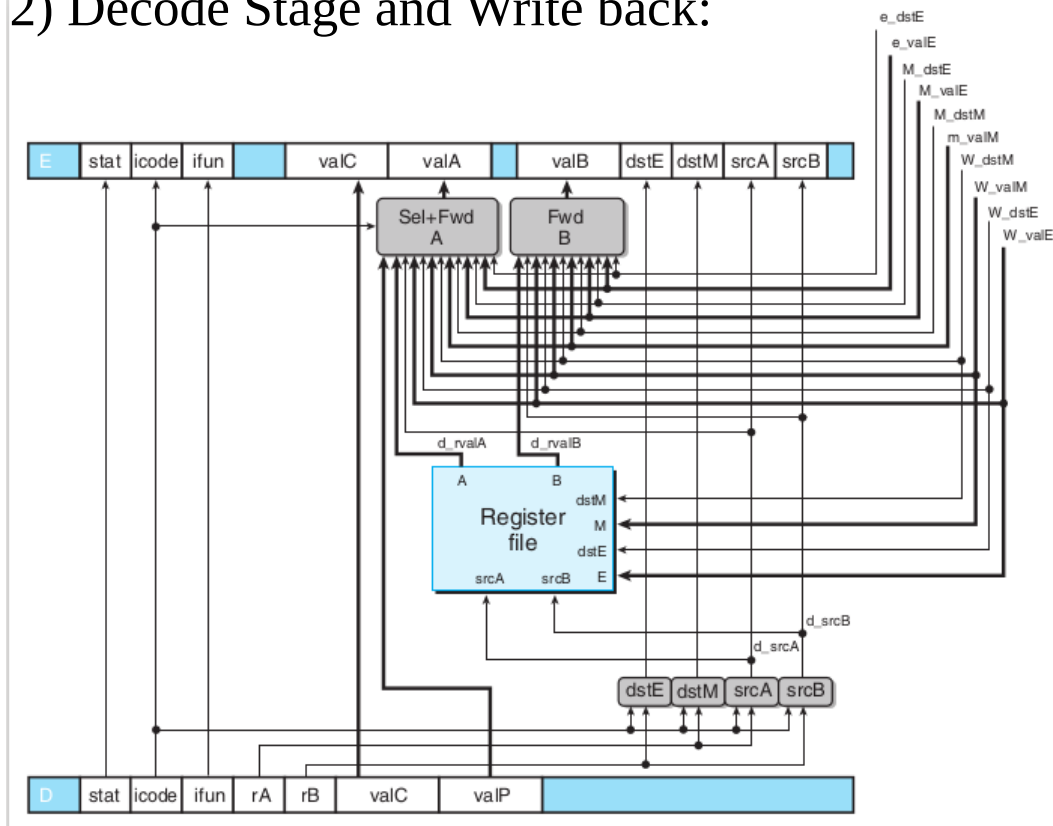 2) Decode Stage and Write back:
e_dstE
e_valE
M_dstE
M_valE
M_dstM
m_valM
W_dstM
W_valM
W_dstE
W_valE
E stat icode ifun valC valA valB dstE dstM srcA srcB
Sel+Fwd
A
Fwd
B
d_rvalA d_rvalB
A B
dstM
Register
file
M
dstE
srcA srcB E
d_srcB
d_srcA
dstE dstM srcA srcB
D stat icode ifun rA rB valC valP